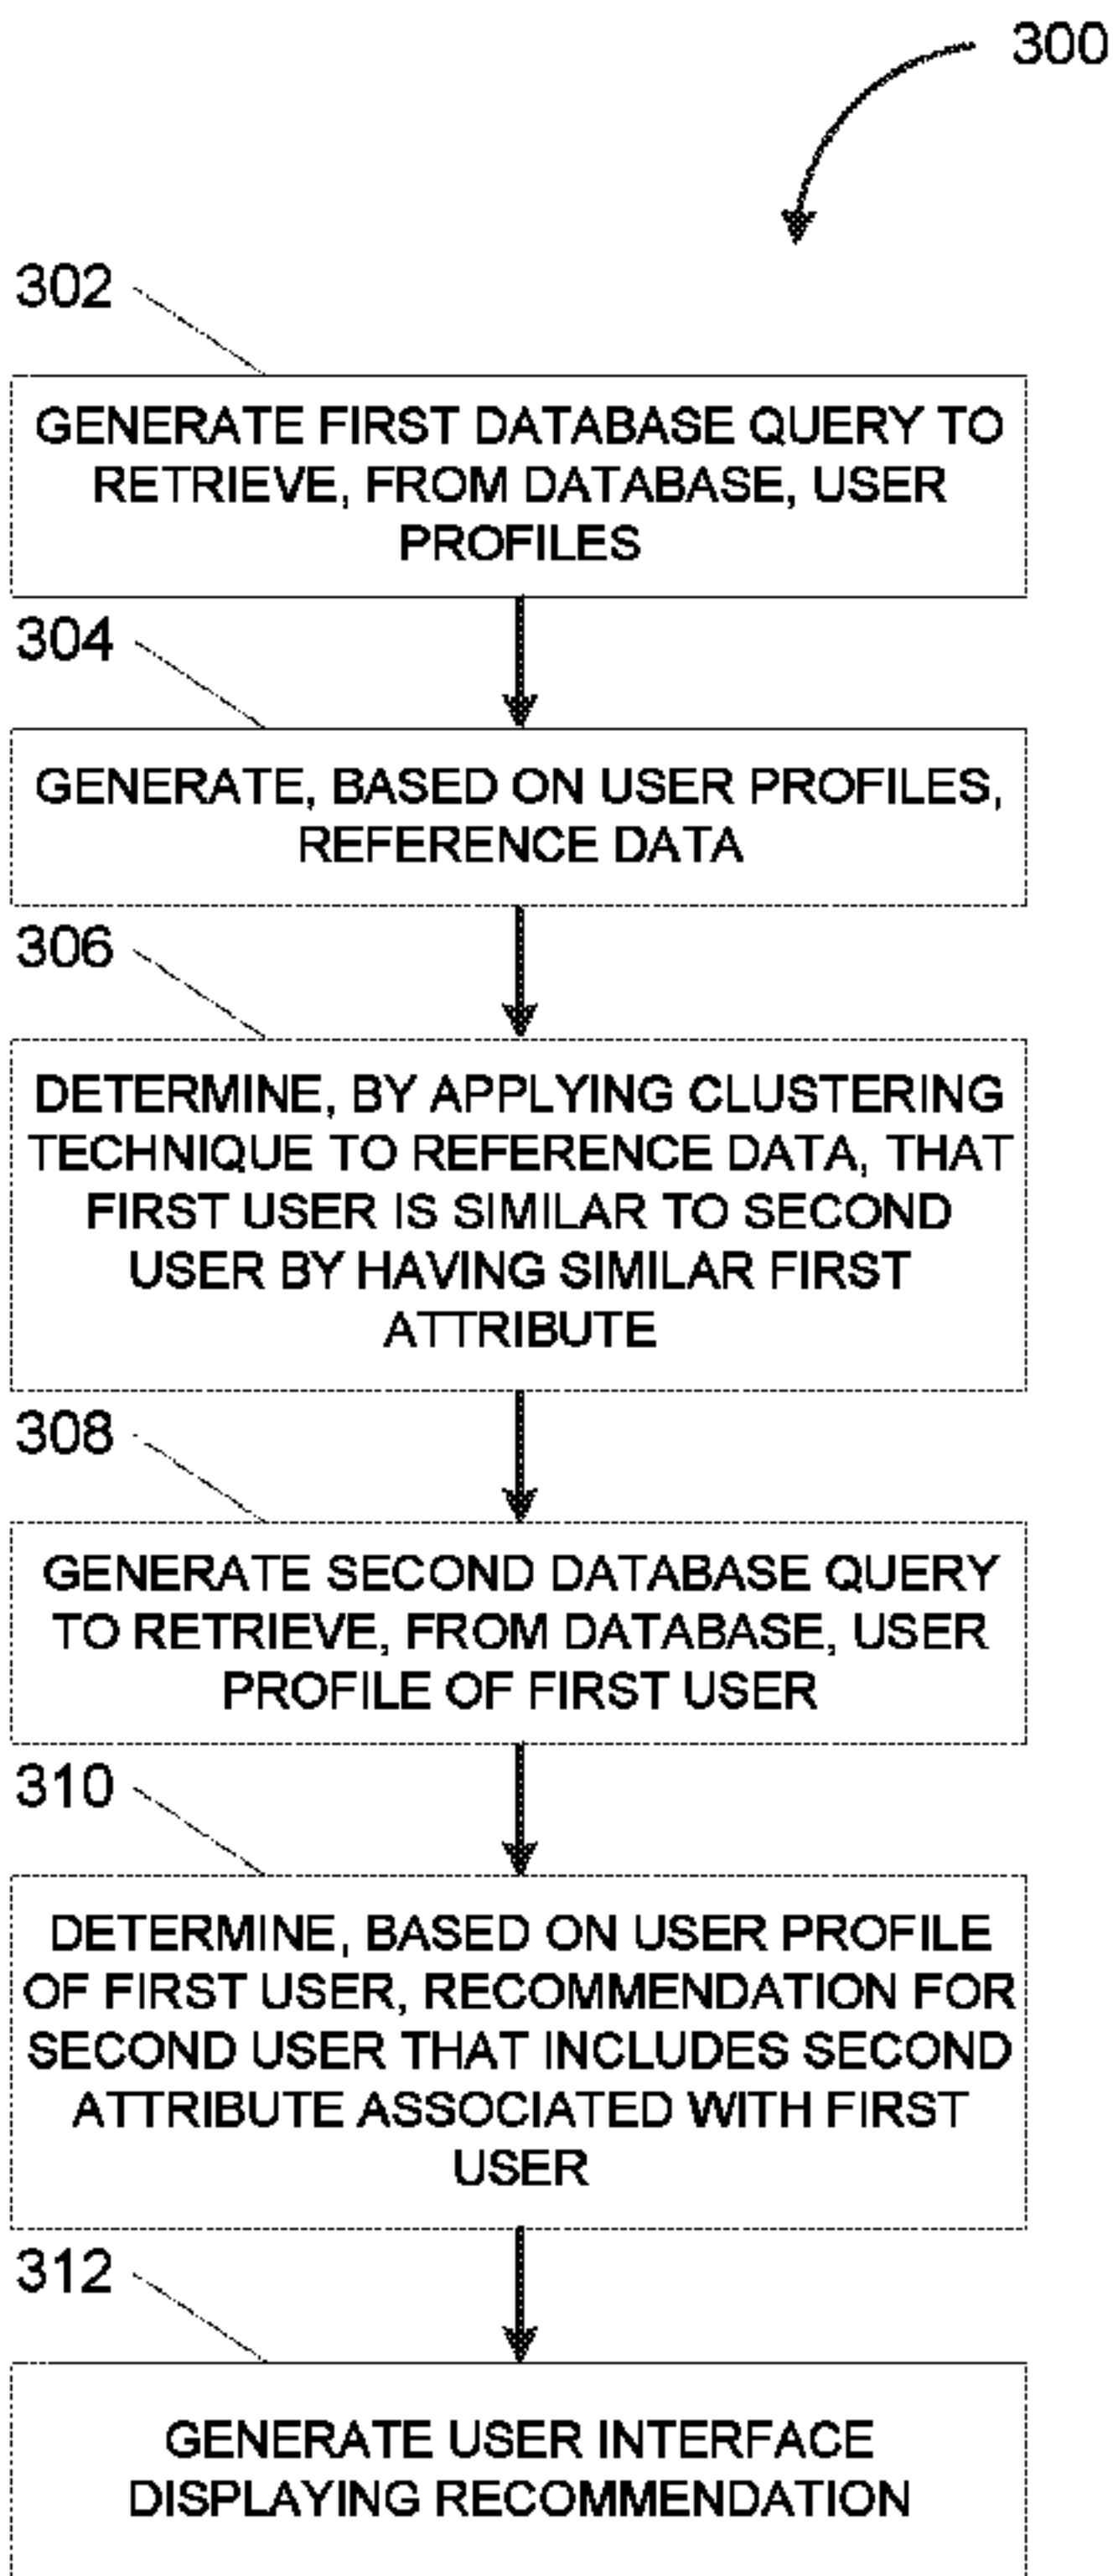 300
302
GENERATE FIRST DATABASE QUERY TO
RETRIEVE, FROM DATABASE, USER
PROFILES
304
GENERATE, BASED ON USER PROFILES,
REFERENCE DATA
306
DETERMINE, BY APPLYING CLUSTERING
TECHNIQUE TO REFERENCE DATA, THAT
FIRST USER IS SIMILAR TO SECOND
USER BY HAVING SIMILAR FIRST
ATTRIBUTE
308
GENERATE SECOND DATABASE QUERY
TO RETRIEVE, FROM DATABASE, USER
PROFILE OF FIRST USER
310
DETERMINE, BASED ON USER PROFILE
OF FIRST USER, RECOMMENDATION FOR
SECOND USER THAT INCLUDES SECOND
ATTRIBUTE ASSOCIATED WITH FIRST
USER
312
GENERATE USER INTERFACE
DISPLAYING RECOMMENDATION